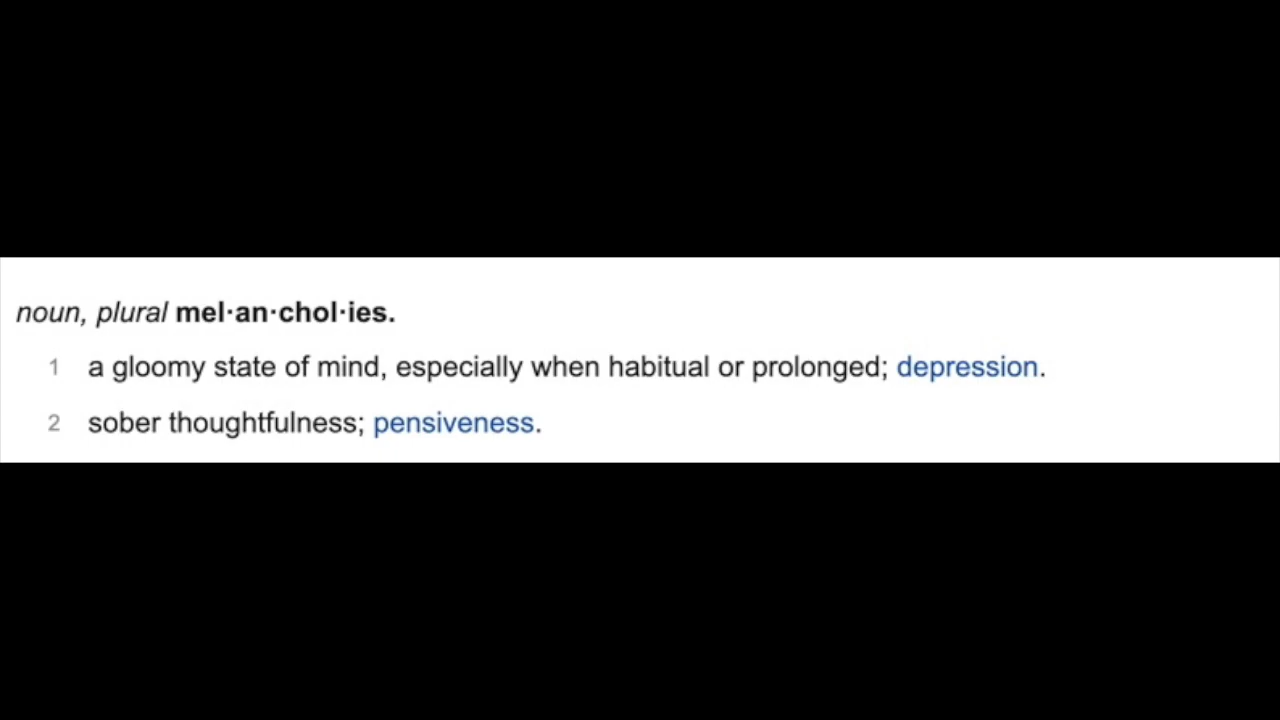 noun, plural mel·an·chol·ies.
1 a gloomy state of mind, especially when habitual or prolonged; depression.
2 sober thoughtfulness; pensiveness.